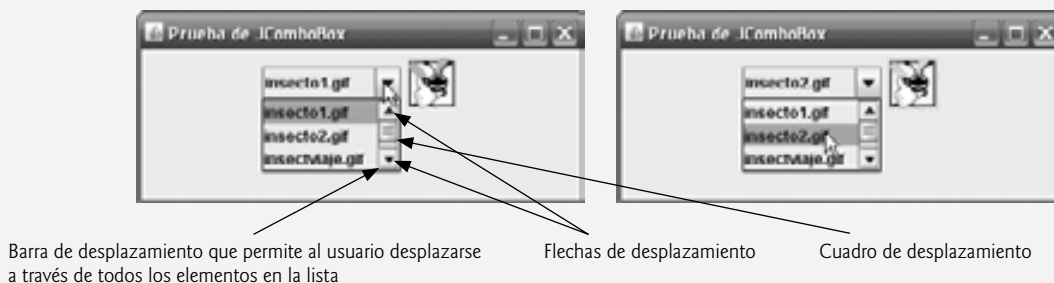 Prueba de JComboBox
insecto1.gif
insecto1.gif
insecto2.gif
insectviaje.gif
Prueba de JComboBox
insecto2.gif
insecto1.gif
insecto2.gif
insectviaje.gif
Barra de desplazamiento que permite al usuario desplazarse
a través de todos los elementos en la lista
Flechas de desplazamiento
Cuadro de desplazamiento